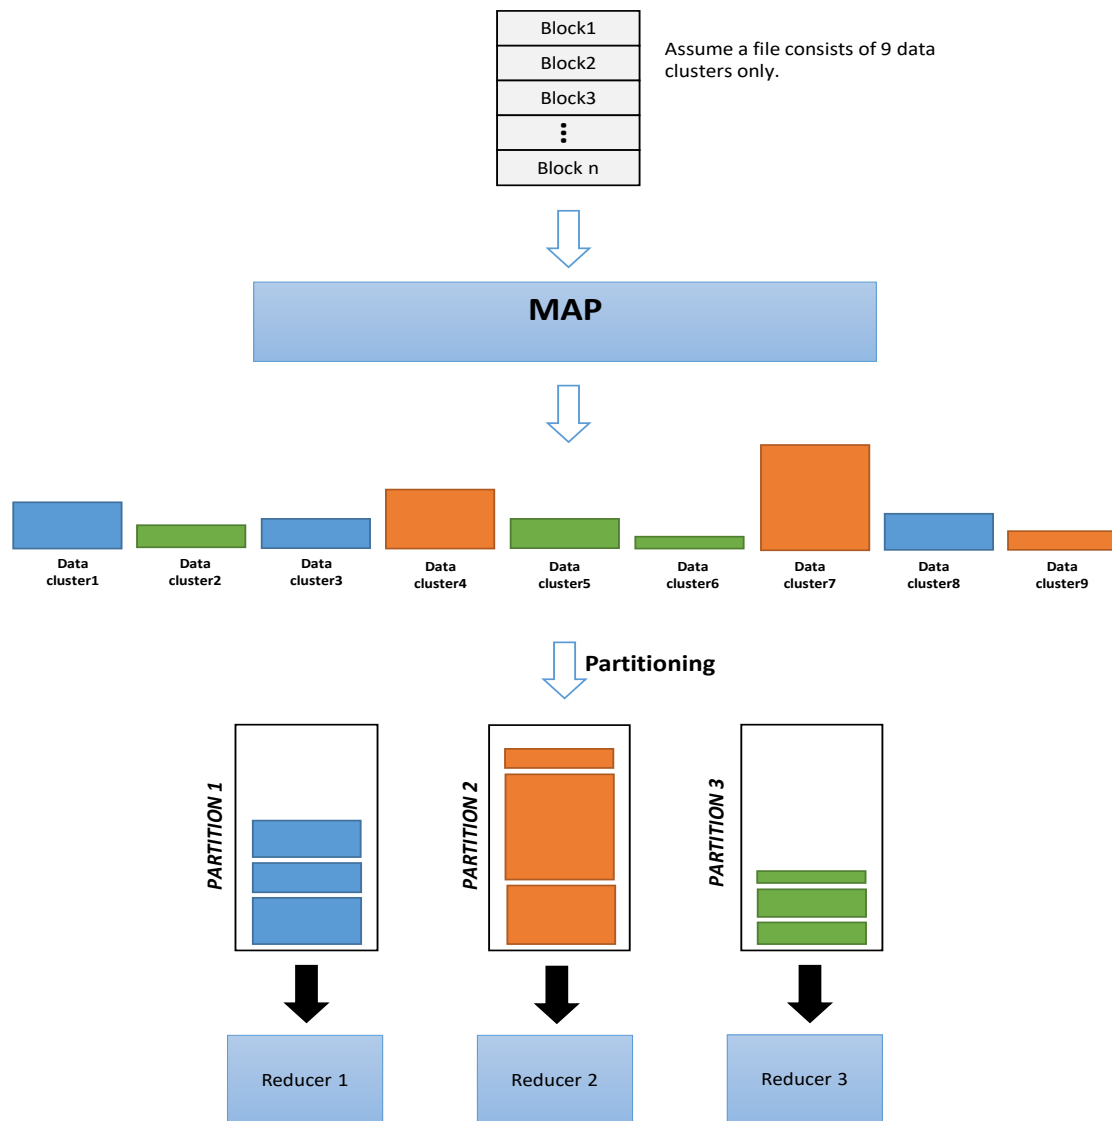 Block1
Block2
Block3
Block n
Assume a file consists of 9 data
clusters only.
MAP
Data
cluster1
Data
cluster2
Data
cluster3
Data
cluster4
Data
cluster5
Data
cluster6
Data
cluster7
Data
cluster8
Data
cluster9
Partitioning
PARTITION 1
PARTITION 2
PARTITION 3
Reducer 1
Reducer 2
Reducer 3